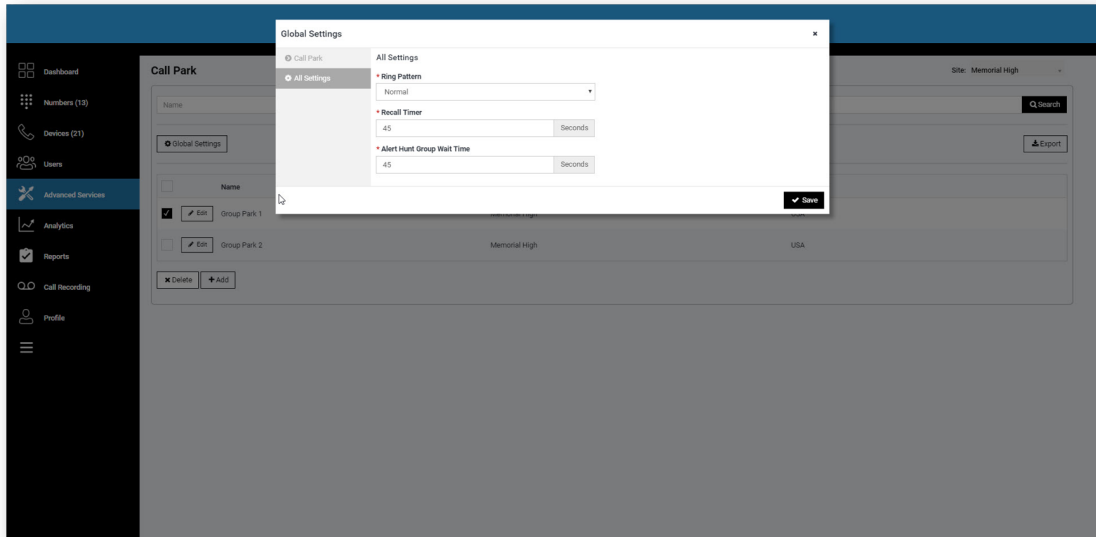 Global Settings
Call Park
All Settings
All Settings
* Ring Pattern
Normal
* Recall Timer
45 Seconds
* Alert Hunt Group Wait Time
45 Seconds
Save
Dashboard
Numbers (13)
Devices (21)
Users
Advanced Services
Analytics
Reports
Call Recording
Profile
Call Park
Site: Memorial High
Name
Search
Global Settings
Export
Name
Edit Group Park 1 Memorial High USA
Edit Group Park 2 Memorial High USA
Delete Add